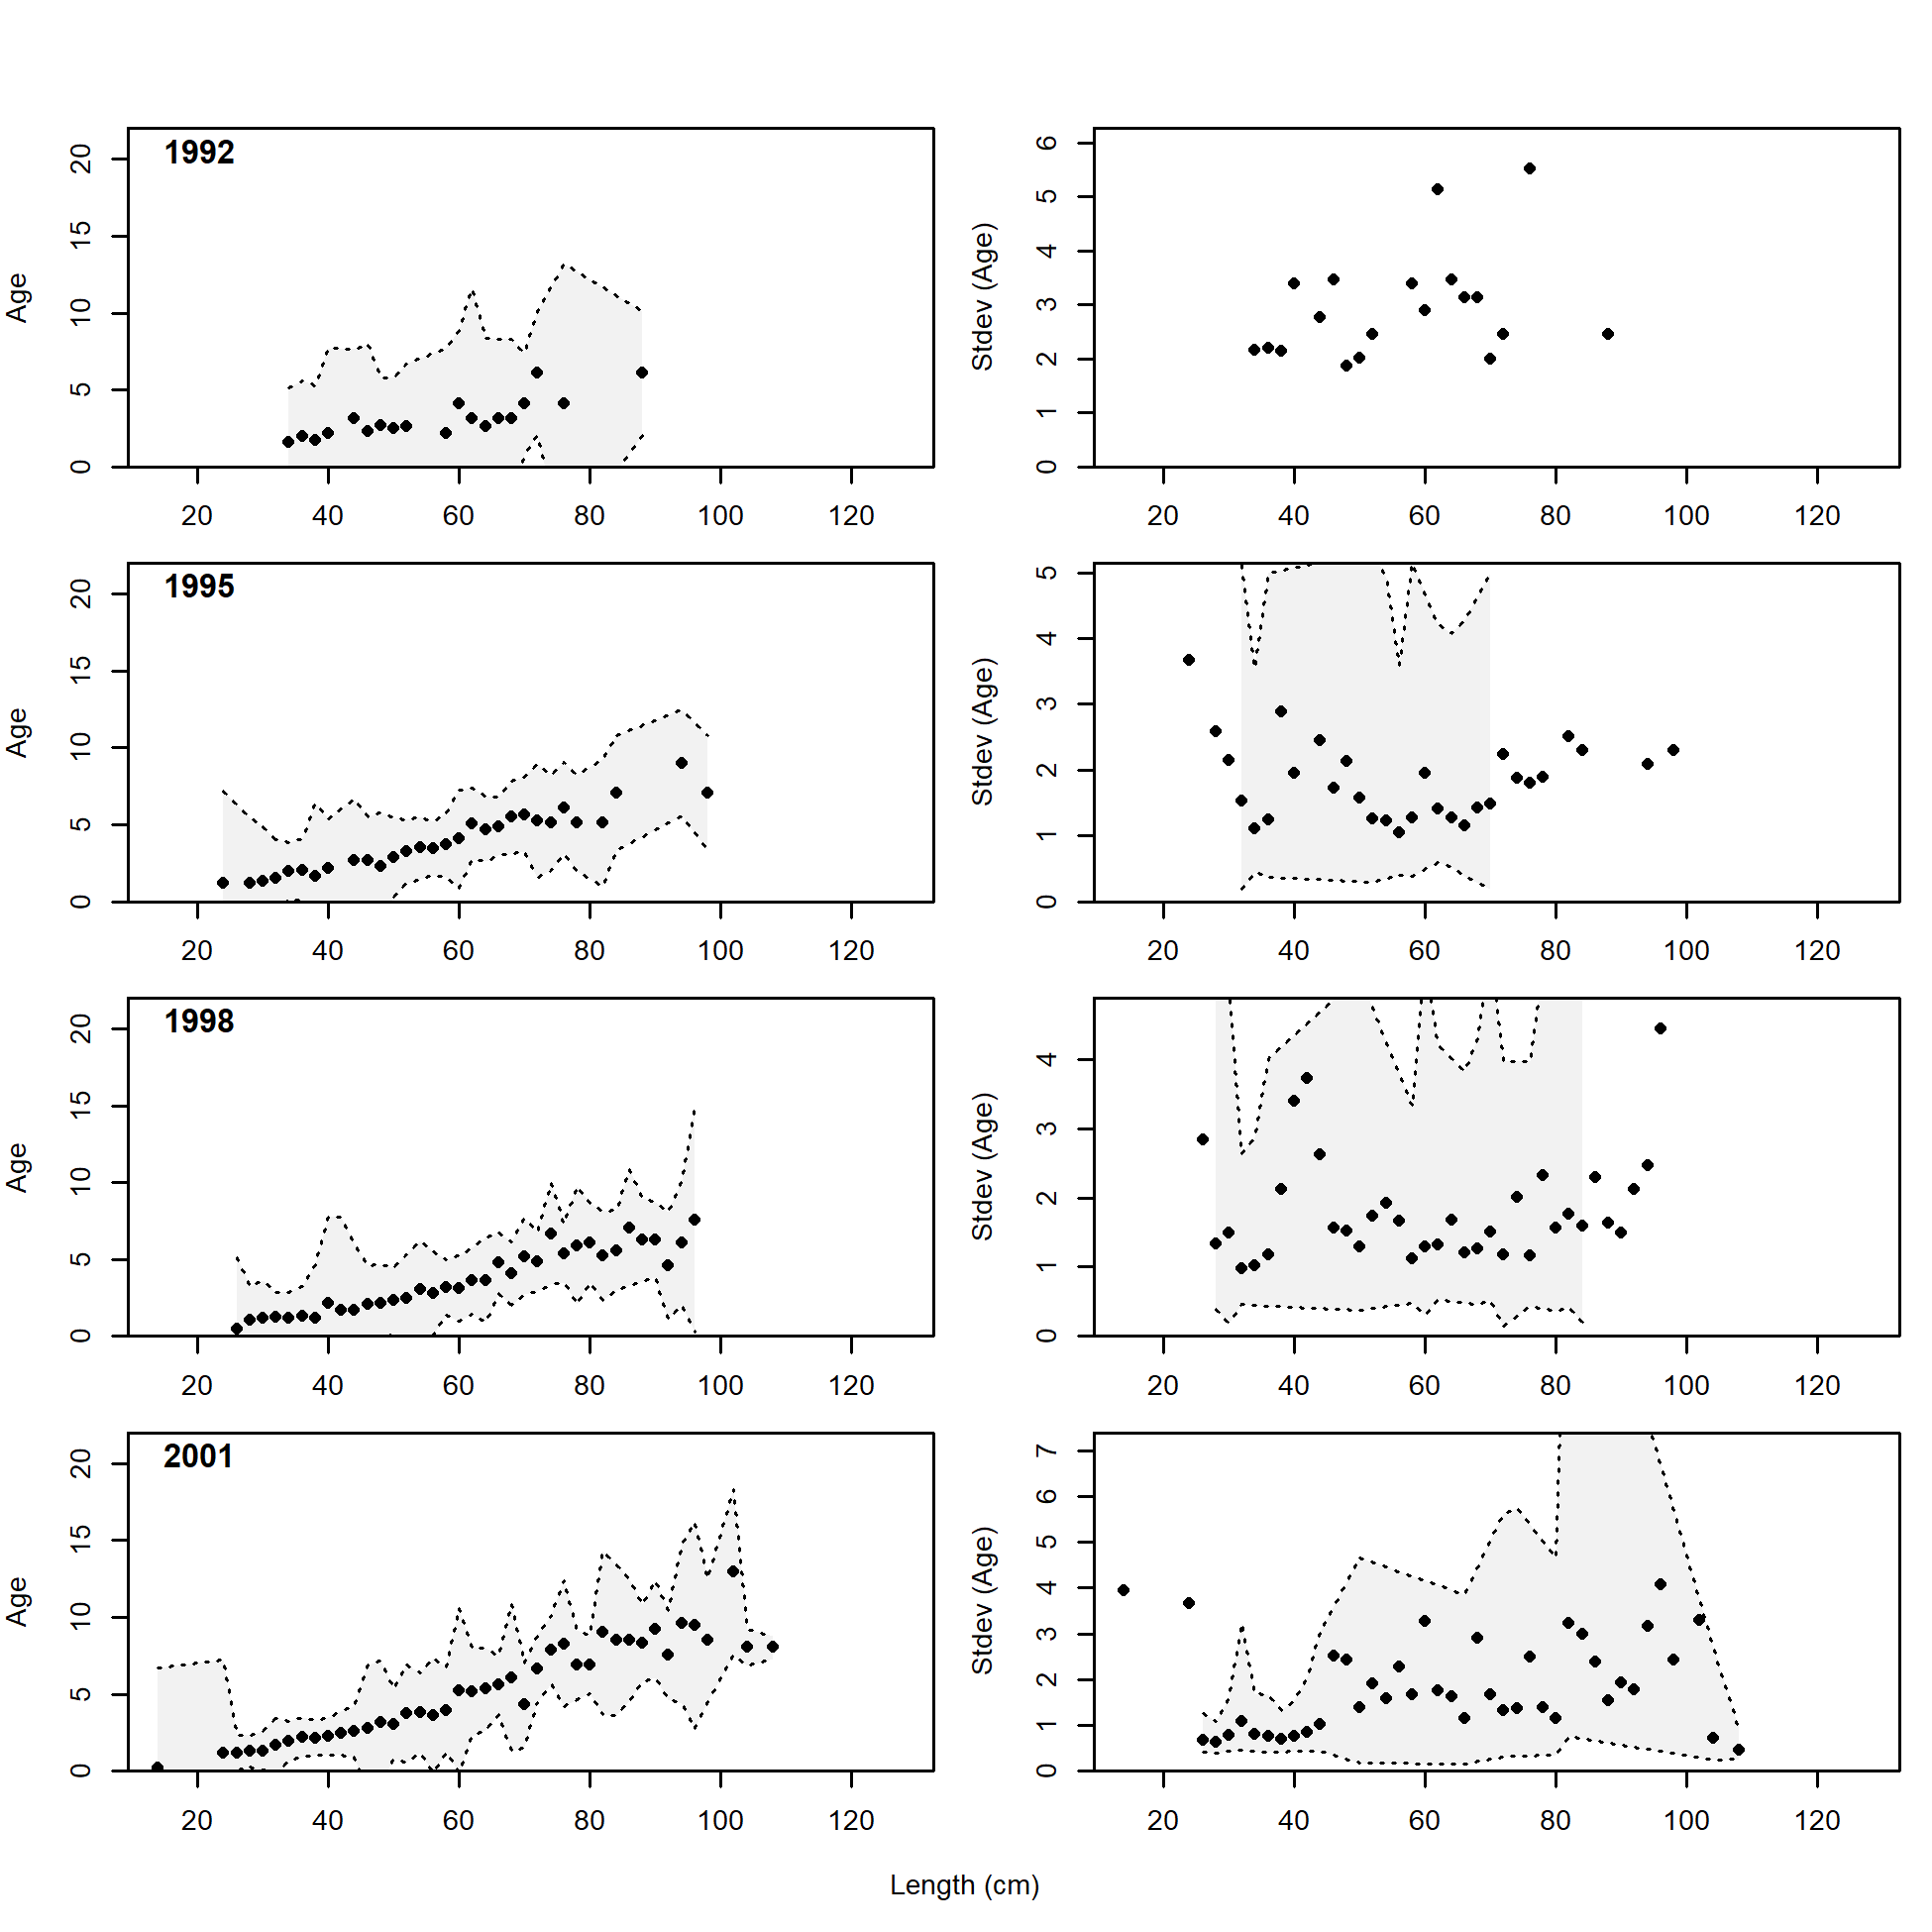 1992
Age
0 5 10 15 20
20 40 60 80 100 120
Stdev (Age)
0 1 2 3 4 5 6
20 40 60 80 100 120
1995
Age
0 5 10 15 20
20 40 60 80 100 120
Stdev (Age)
0 1 2 3 4 5
20 40 60 80 100 120
1998
Age
0 5 10 15 20
20 40 60 80 100 120
Stdev (Age)
0 1 2 3 4
20 40 60 80 100 120
2001
Age
0 5 10 15 20
20 40 60 80 100 120
Stdev (Age)
0 1 2 3 4 5 6 7
20 40 60 80 100 120
Length (cm)